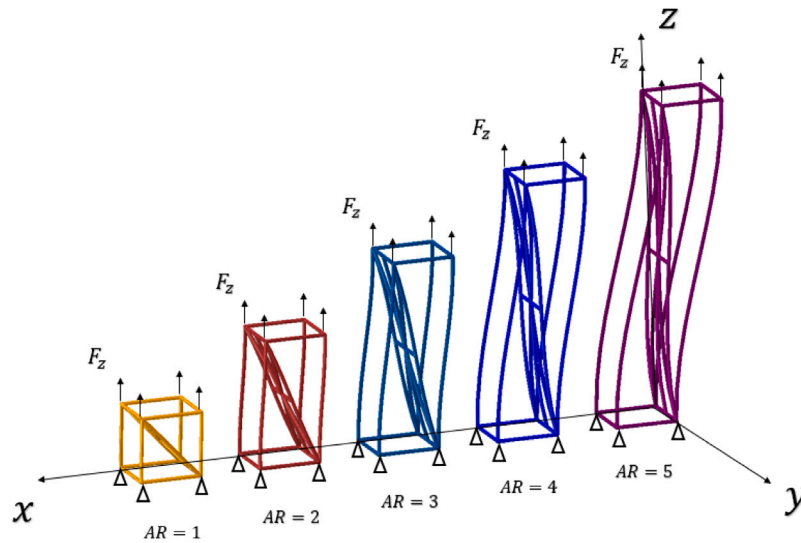 z
F_z
F_z
F_z
F_z
F_z
x
y
AR = 1
AR = 2
AR = 3
AR = 4
AR = 5